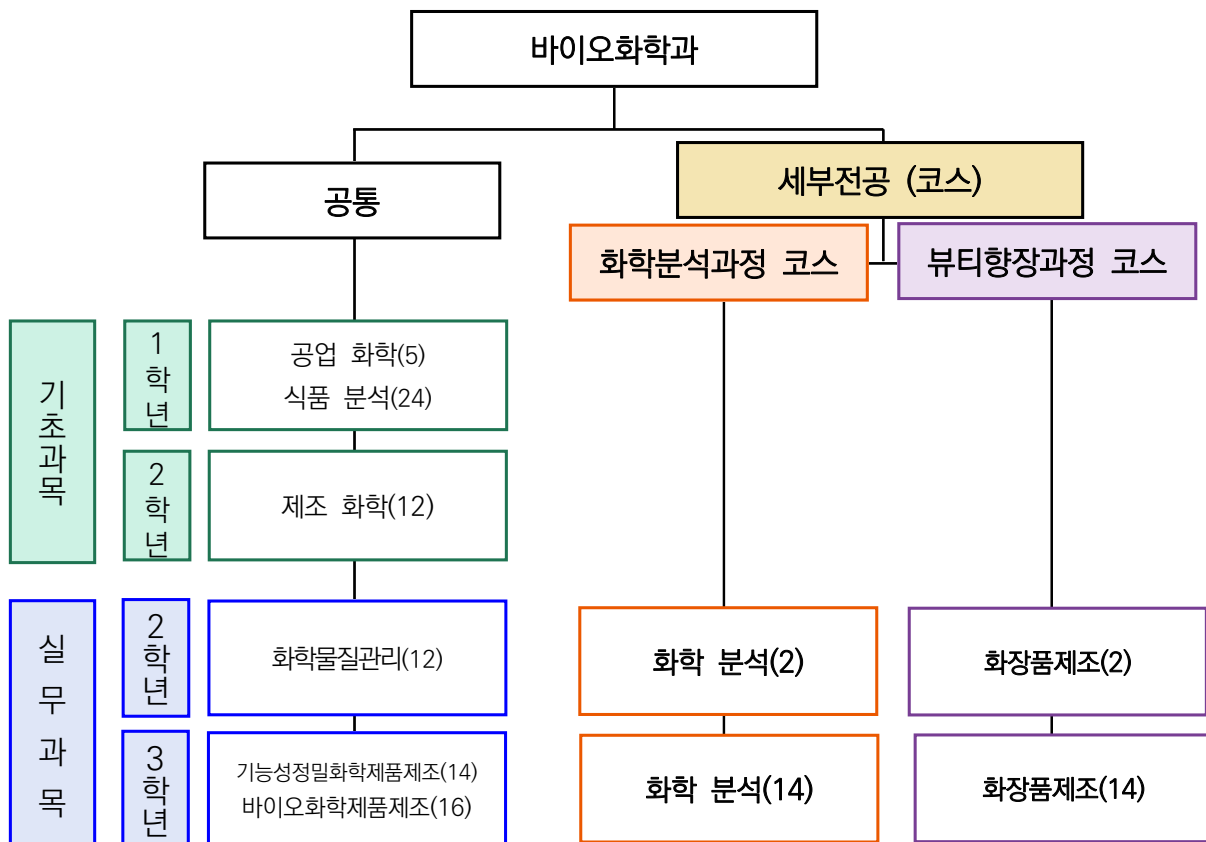 바이오화학과
공통
세부전공 (코스)
화학분석과정 코스
뷰티향장과정 코스
기초과목
1학년
공업 화학(5)
식품 분석(24)
2학년
제조 화학(12)
실무과목
2학년
화학물질관리(12)
화학 분석(2)
화장품제조(2)
3학년
기능성정밀화학제품제조(14)
바이오화학제품제조(16)
화학 분석(14)
화장품제조(14)